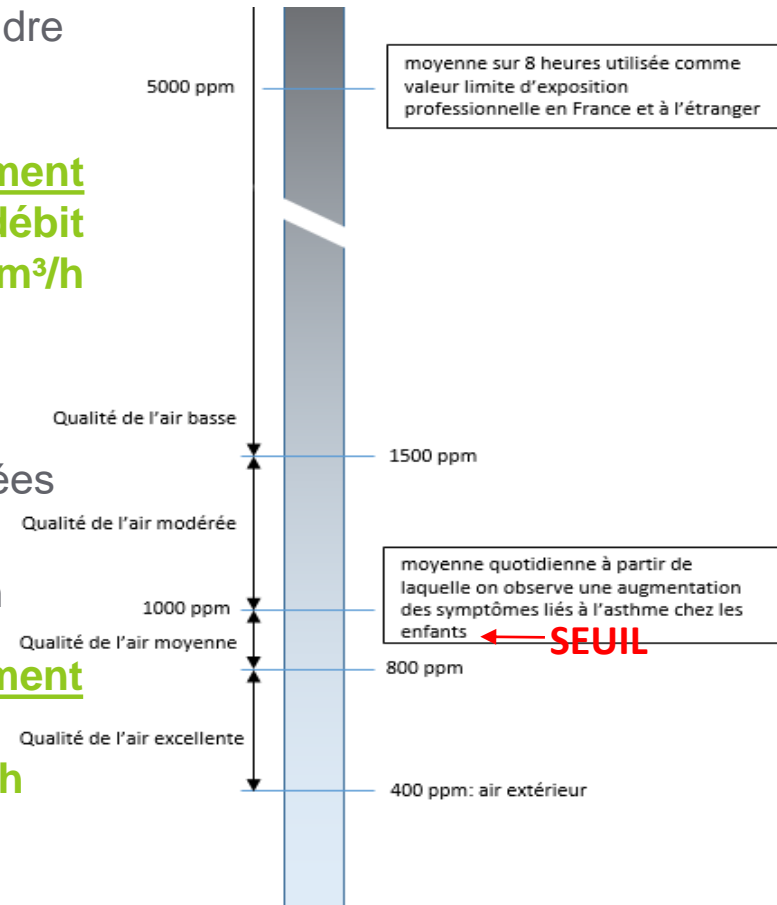 dre
5000 ppm
moyenne sur 8 heures utilisée comme
valeur limite d'exposition
professionnelle en France et à l'étranger
ment
débit
m³/h
Qualité de l'air basse
1500 ppm
ées
Qualité de l'air modérée
moyenne quotidienne à partir de
laquelle on observe une augmentation
des symptômes liés à l'asthme chez les
enfants
SEUIL
1000 ppm
Qualité de l'air moyenne
ment
800 ppm
Qualité de l'air excellente
h
400 ppm: air extérieur